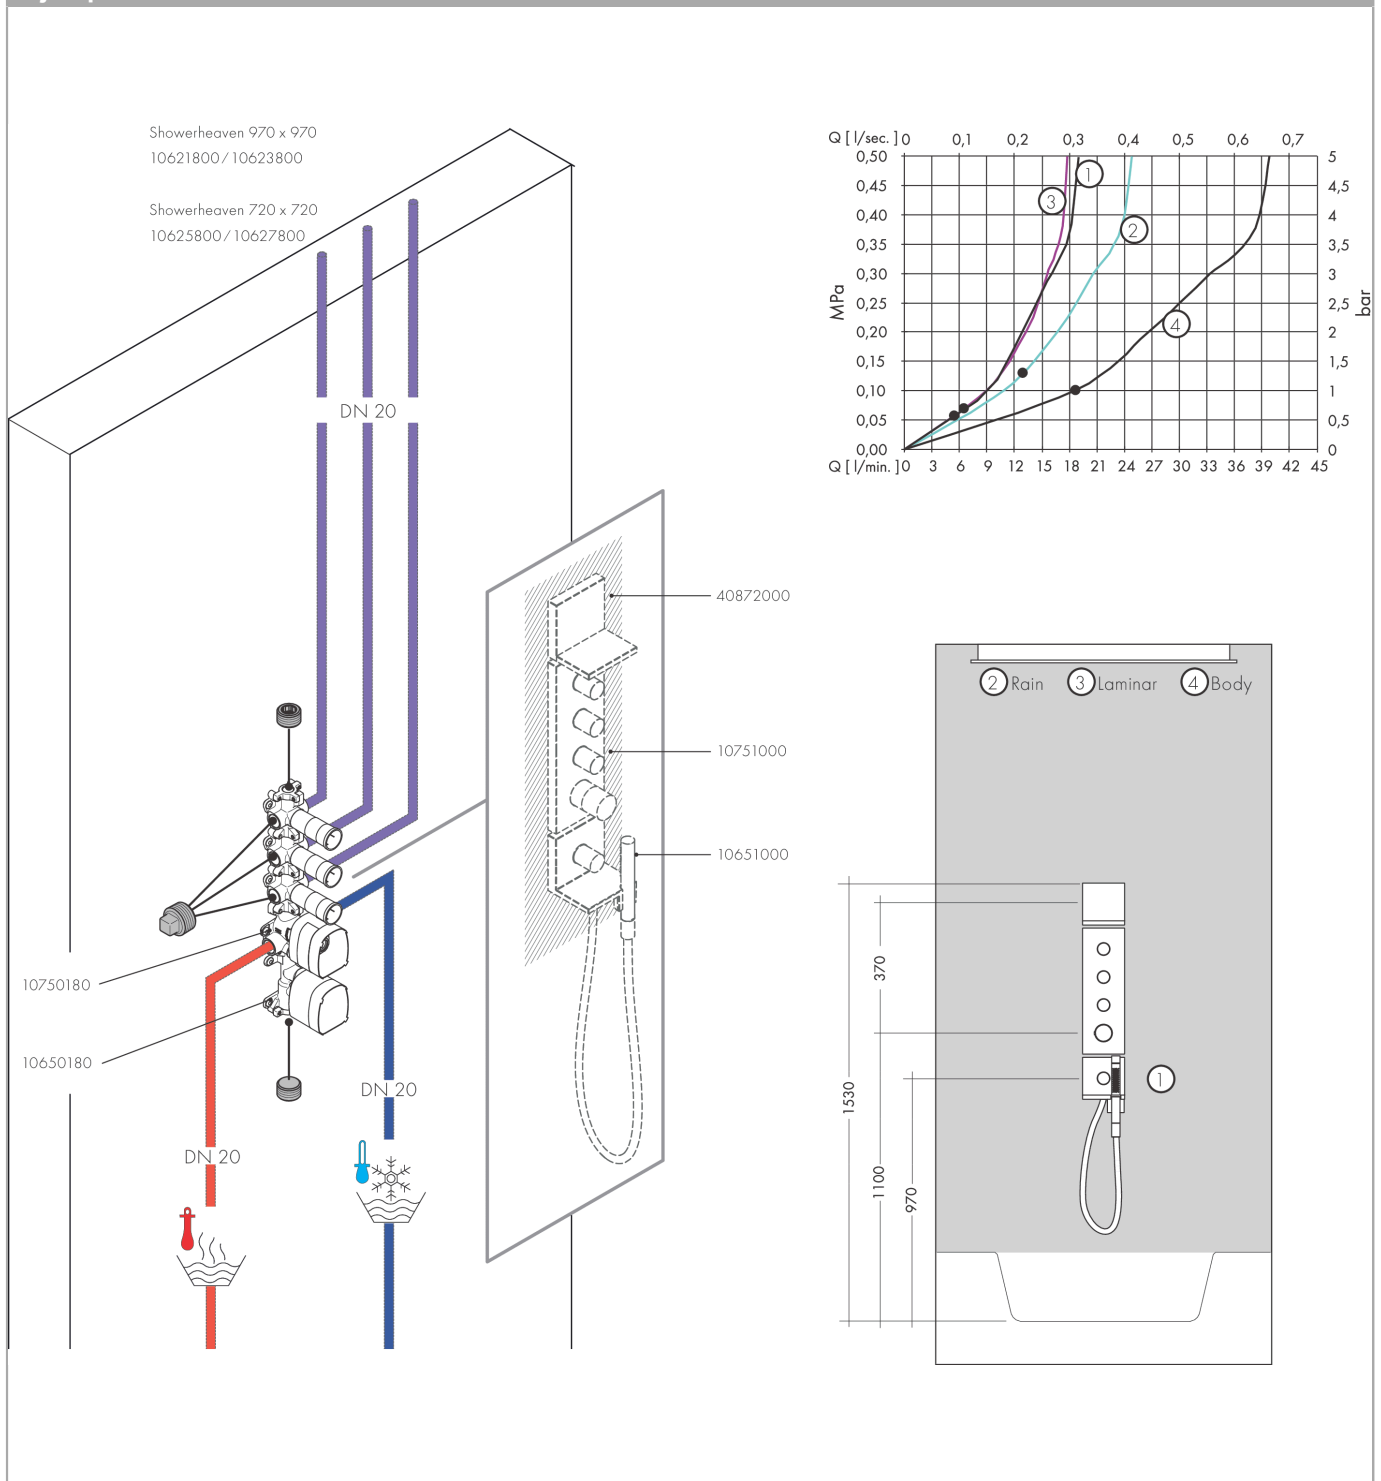 Showerheaven 970 x 970
10621800 / 10623800
Showerheaven 720 x 720
10625800 / 10627800
DN 20
10750180
10650180
DN 20
DN 20
40872000
10751000
10651000
Q [ l/sec. ] 0 0,1 0,2 0,3 0,4 0,5 0,6 0,7
0,50 5
0,45 4,5
0,40 4
0,35 3,5
0,30 3
0,25 2,5
0,20 2
0,15 1,5
0,10 1
0,05 0,5
0,00 0
Q [ l/min. ] 0 3 6 9 12 15 18 21 24 27 30 33 36 39 42 45
MPa
bar
1
3
2
4
2 Rain 3 Laminar 4 Body
370
1530
1100
970
1